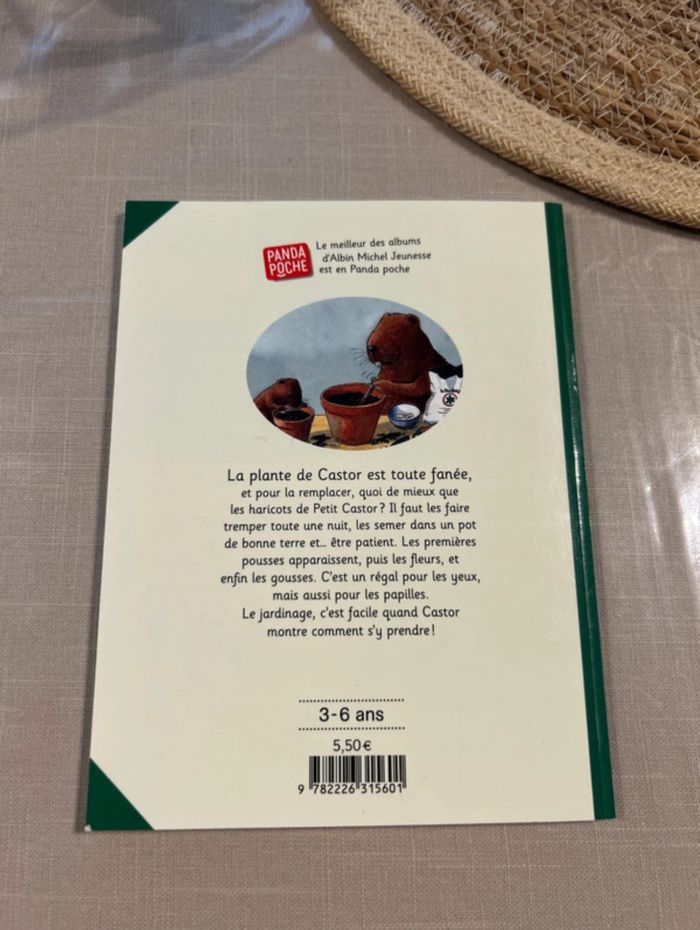 PANDA
POCHE
Le meilleur des albums
d'Albin Michel Jeunesse
est en Panda poche
La plante de Castor est toute fanée,
et pour la remplacer, quoi de mieux que
les haricots de Petit Castor ? Il faut les faire
tremper toute une nuit, les semer dans un pot
de bonne terre et… être patient. Les premières
pousses apparaissent, puis les fleurs, et
enfin les gousses. C'est un régal pour les yeux,
mais aussi pour les papilles.
Le jardinage, c'est facile quand Castor
montre comment s'y prendre !
3-6 ans
5,50 €
9 782226 315601